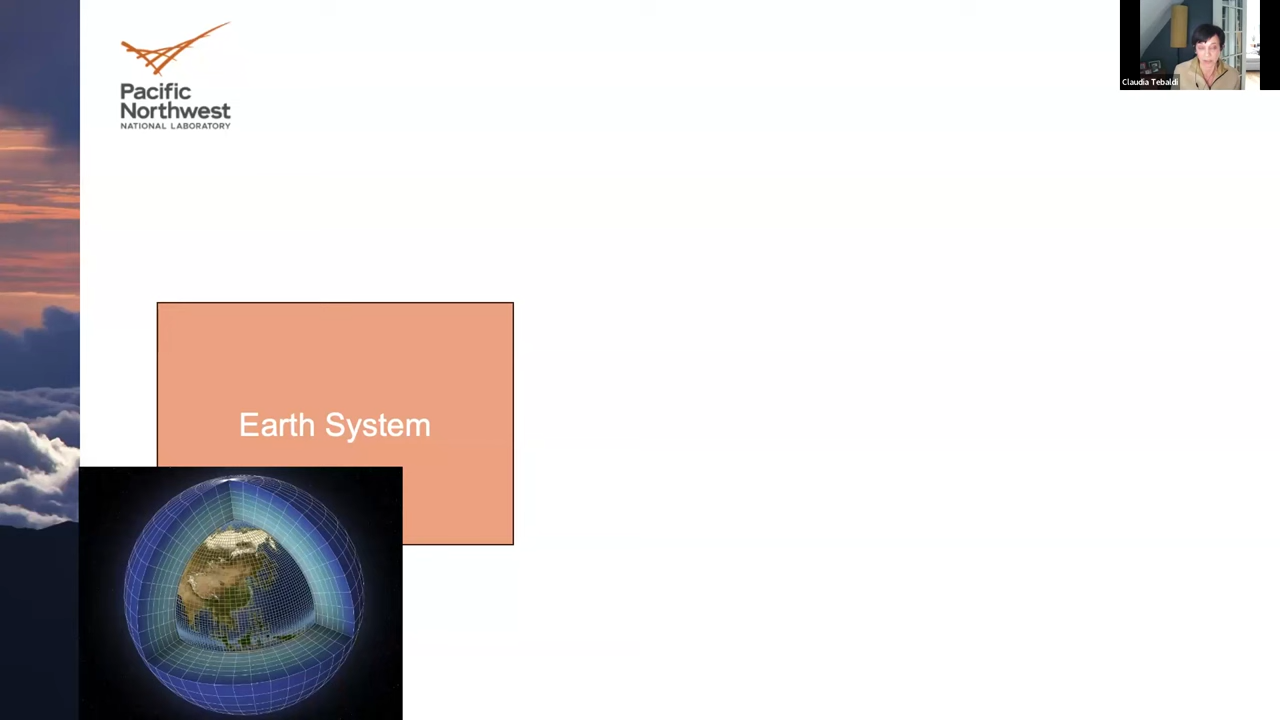 Pacific
Northwest
NATIONAL LABORATORY
Claudia Tebaldi
Earth System